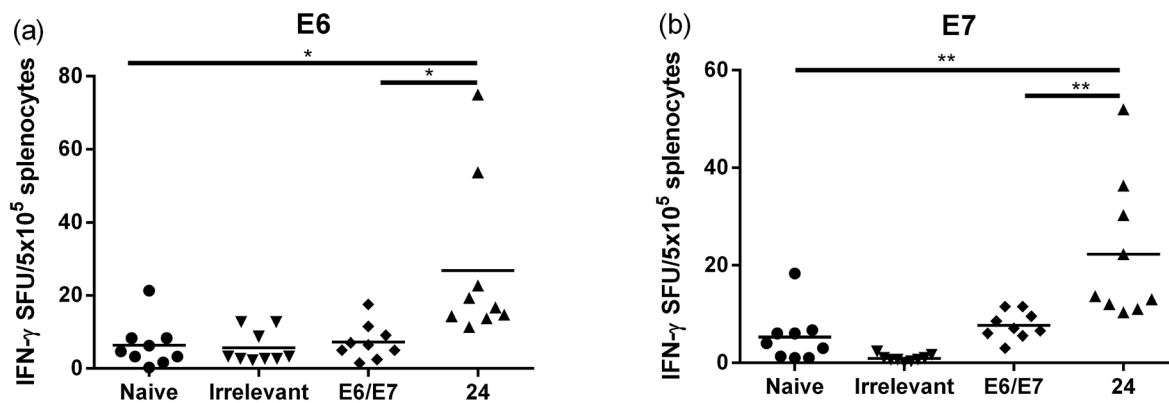 (a)
E6
*
*
IFN-γ SFU/5x10⁵ splenocytes
80
60
40
20
0
Naive Irrelevant E6/E7 24
(b)
E7
**
**
IFN-γ SFU/5x10⁵ splenocytes
60
40
20
0
Naive Irrelevant E6/E7 24